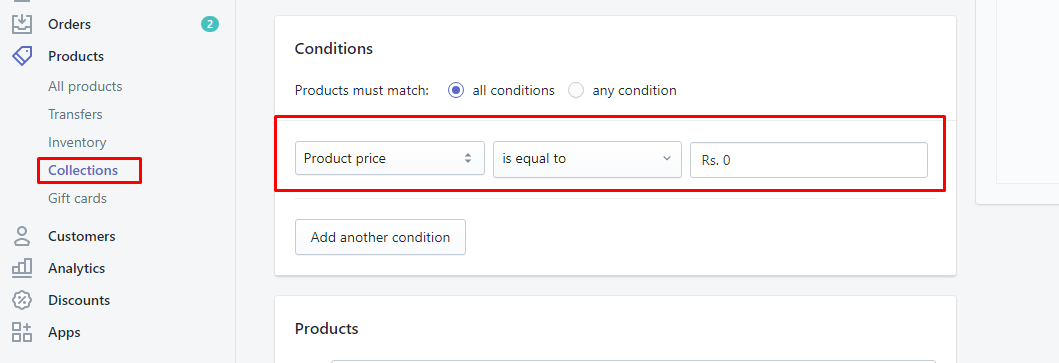 Orders
2
Products
All products
Transfers
Inventory
Collections
Gift cards
Customers
Analytics
Discounts
Apps
Conditions
Products must match: all conditions any condition
Product price is equal to Rs. 0
Add another condition
Products